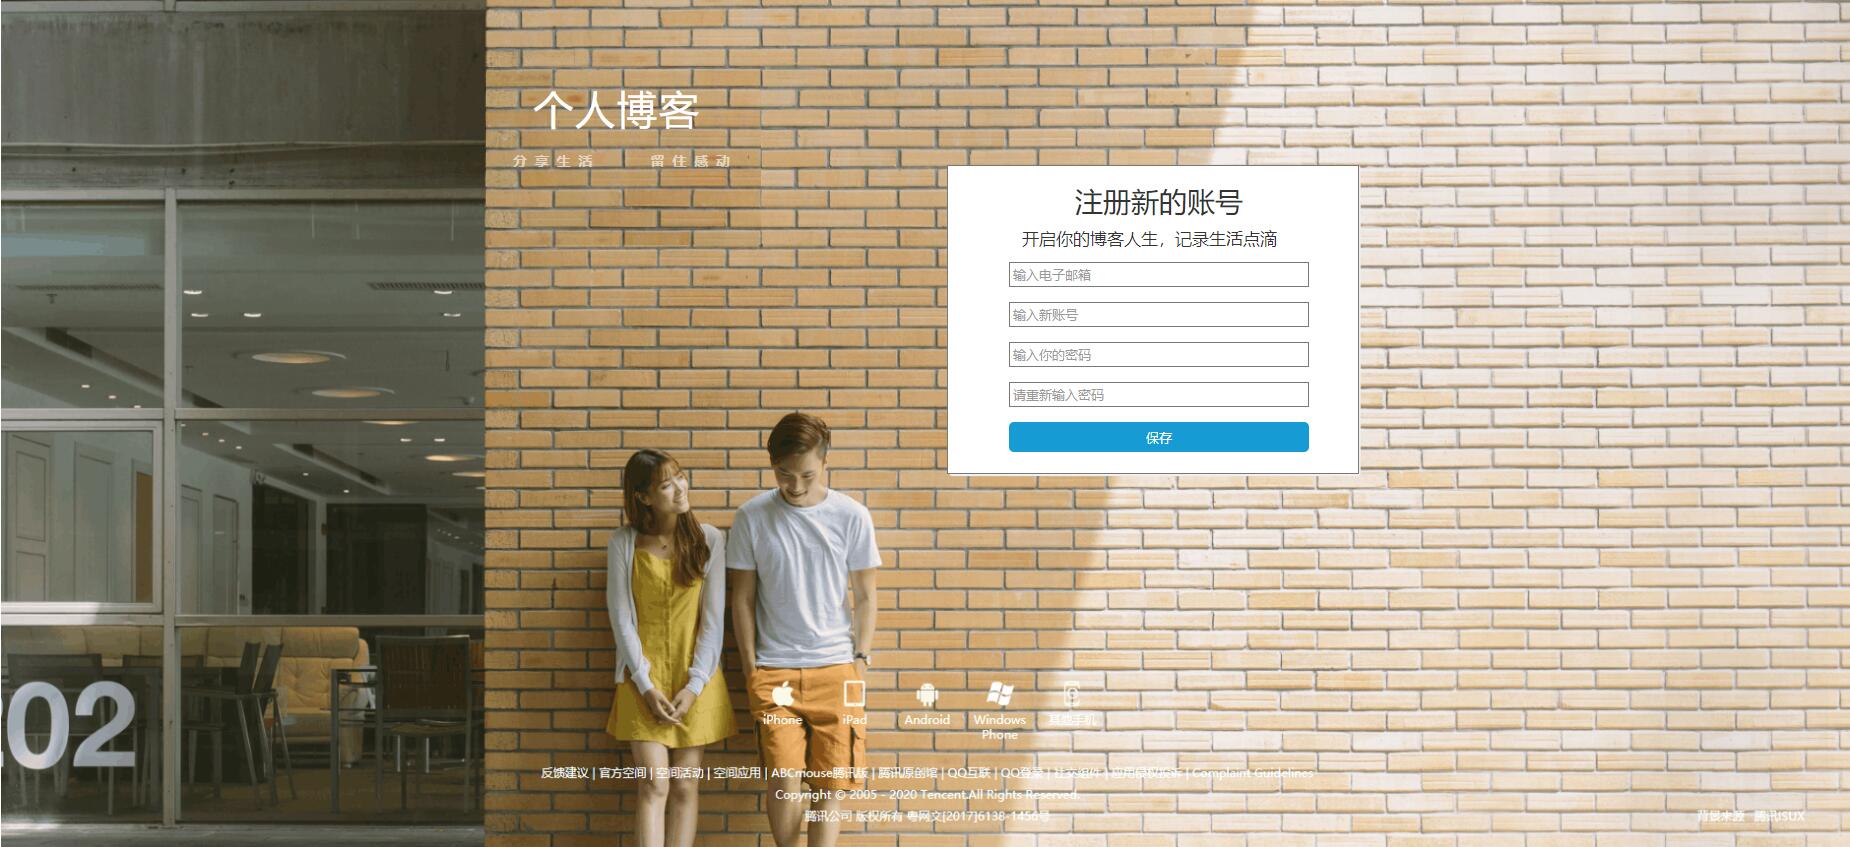 个人博客
分享生活 留住感动
注册新的账号
开启你的博客人生，记录生活点滴
输入电子邮箱
输入新账号
输入你的密码
请重新输入密码
保存
202
iPhone iPad Android Windows Phone 其他手机
反馈建议 | 官方空间 | 空间活动 | 空间应用 | ABCmouse腾讯版 | 腾讯原创馆 | QQ互联 | QQ登录 | 社交组件 | 应用侵权投诉 | Complaint Guidelines
Copyright © 2005 - 2020 Tencent.All Rights Reserved.
腾讯公司 版权所有 粤网文[2017]6138-1456号
背景来源 腾讯ISUX